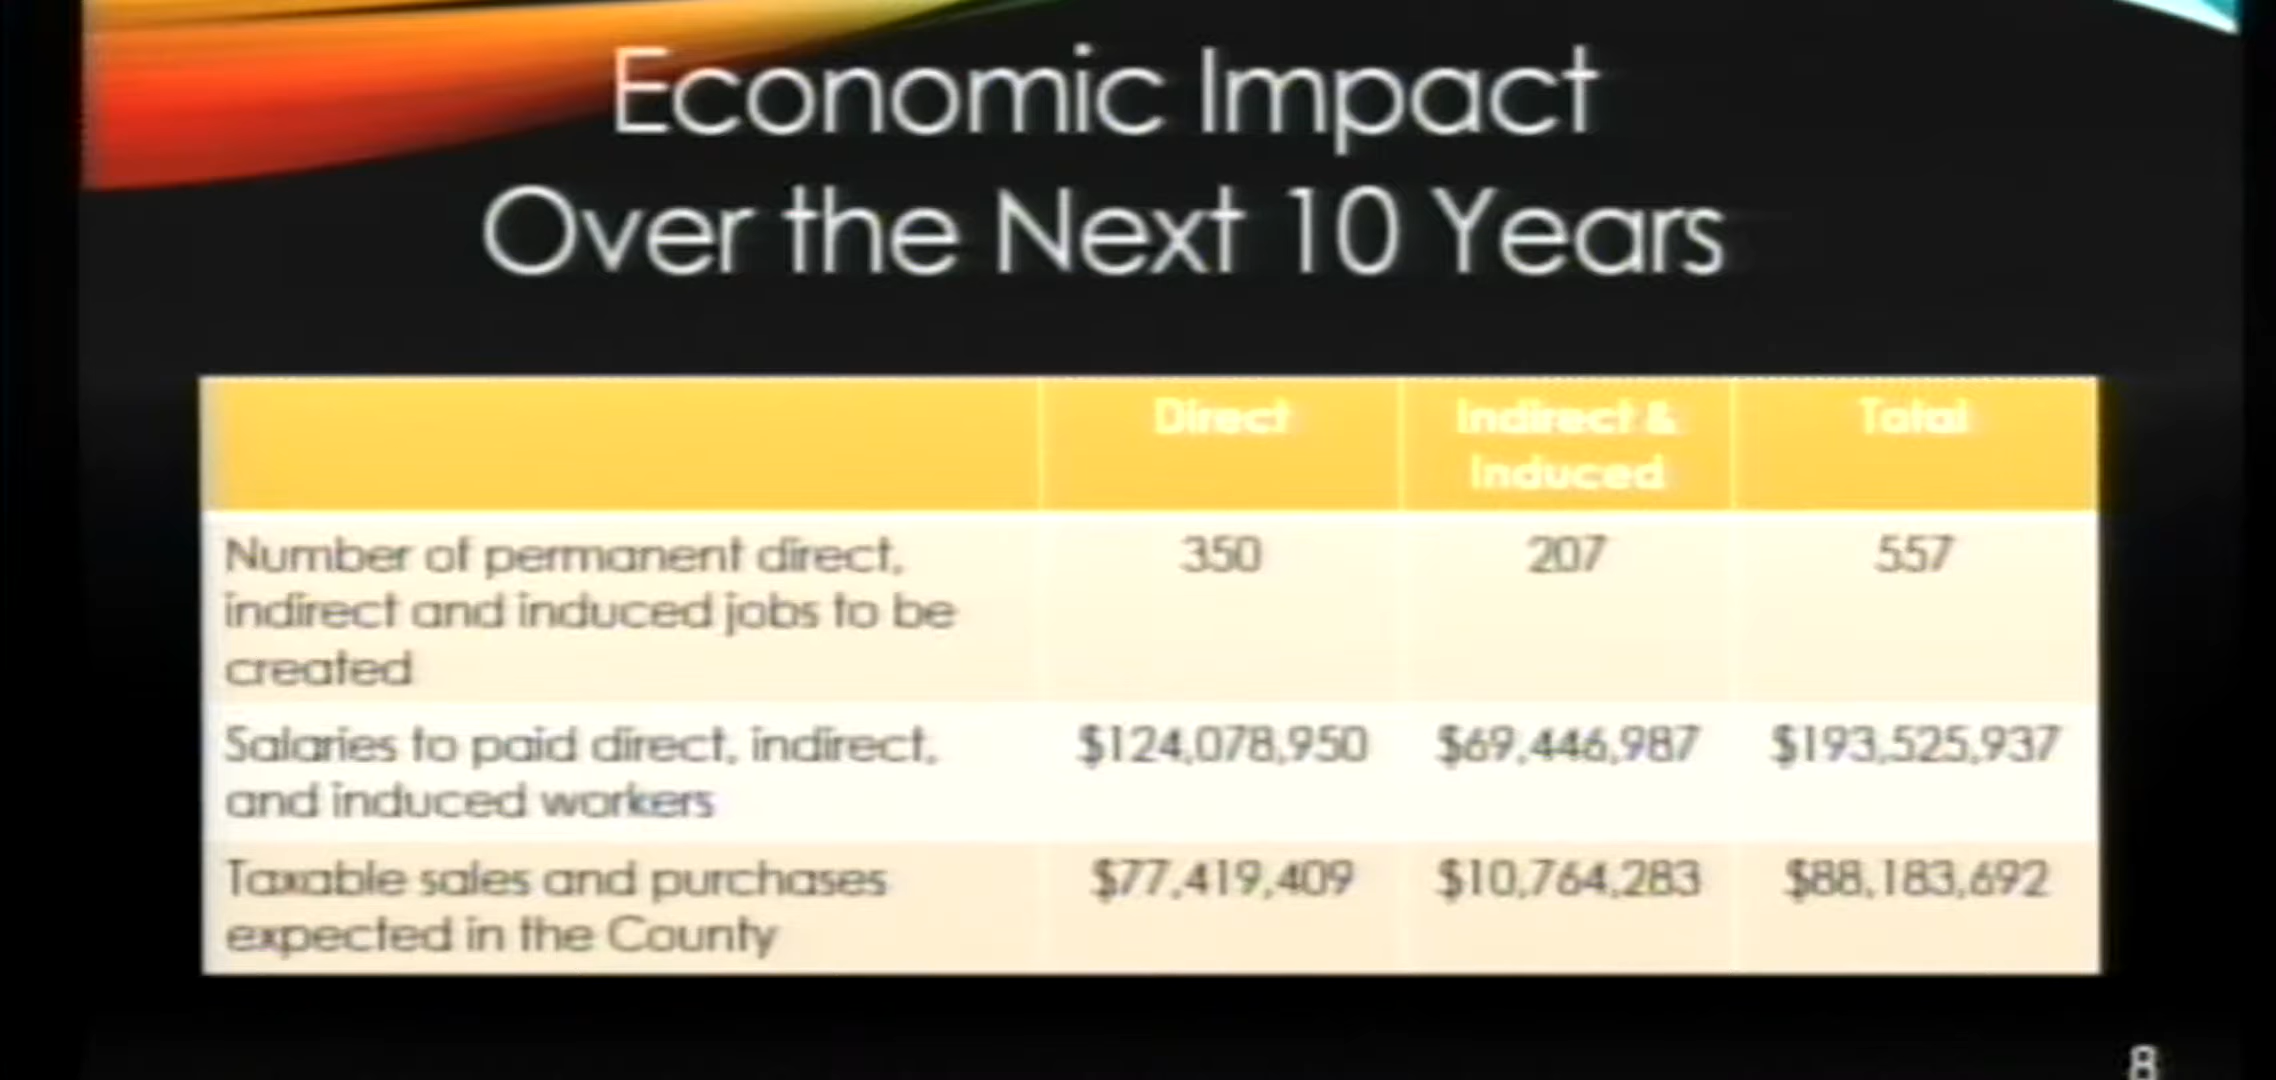 Economic Impact
Over the Next 10 Years
Direct
Indirect &
Induced
Total
Number of permanent direct,
indirect and induced jobs to be
created
350
207
557
Salaries to paid direct, indirect,
and induced workers
$124,078,950
$69,446,987
$193,525,937
Taxable sales and purchases
expected in the County
$77,419,409
$10,764,283
$88,183,692
8